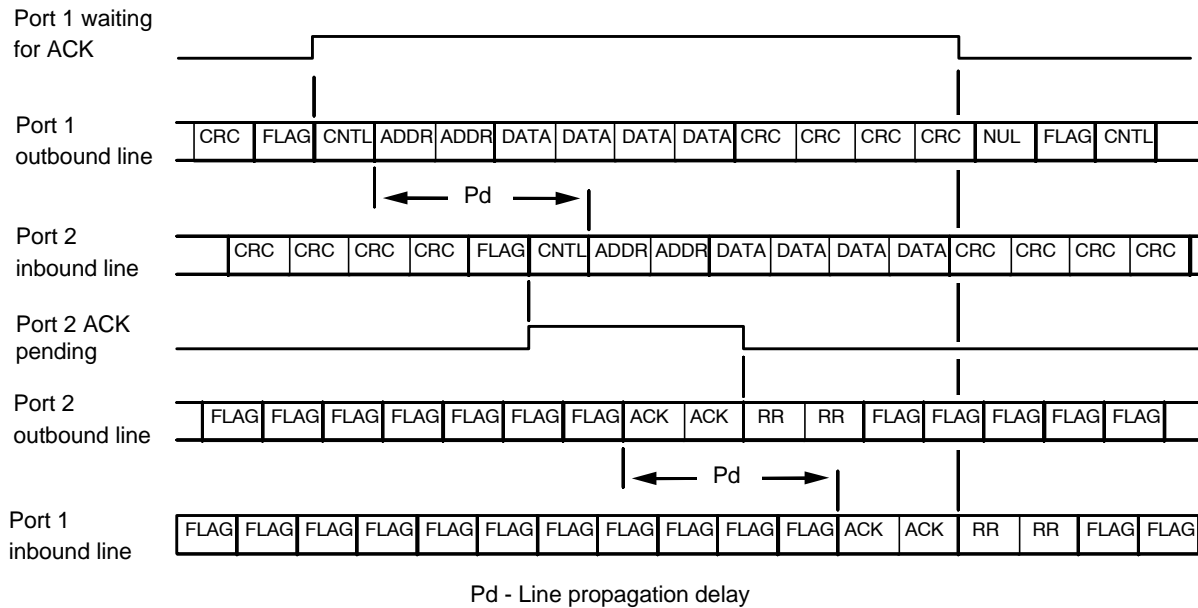 Port 1 waiting
for ACK
Port 1
outbound line
CRC FLAG CNTL ADDR ADDR DATA DATA DATA DATA CRC CRC CRC CRC NUL FLAG CNTL
Pd
Port 2
inbound line
CRC CRC CRC CRC FLAG CNTL ADDR ADDR DATA DATA DATA DATA CRC CRC CRC CRC
Port 2 ACK
pending
Port 2
outbound line
FLAG FLAG FLAG FLAG FLAG FLAG FLAG ACK ACK RR RR FLAG FLAG FLAG FLAG FLAG
Pd
Port 1
inbound line
FLAG FLAG FLAG FLAG FLAG FLAG FLAG FLAG FLAG FLAG FLAG ACK ACK RR RR FLAG FLAG
Pd - Line propagation delay